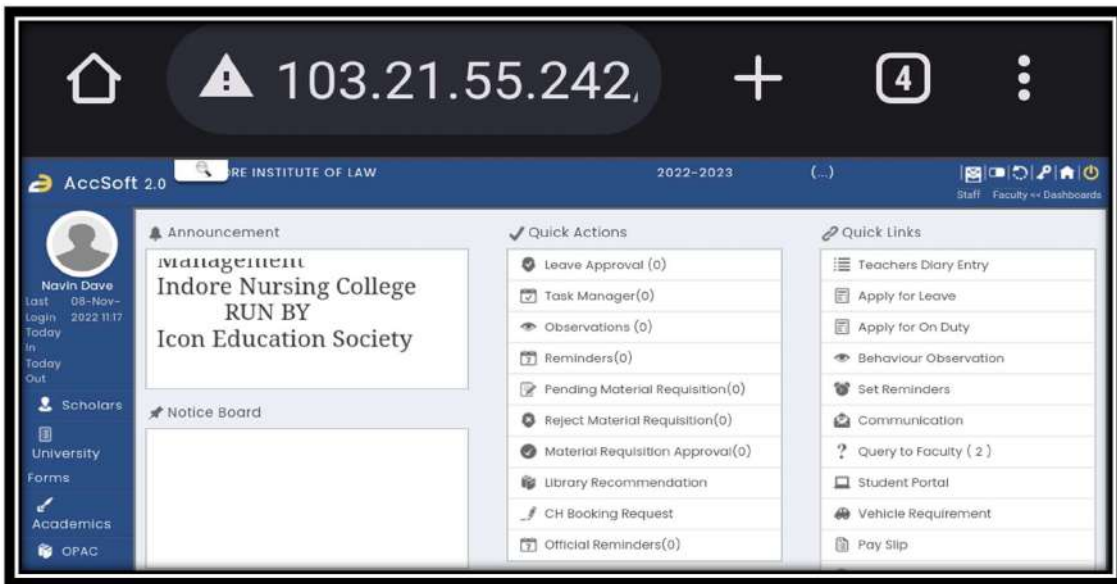 103.21.55.242
4
AccSoft 2.0
RE INSTITUTE OF LAW
2022-2023
(...)
Staff Faculty << Dashboards
Navin Dave
Last 08-Nov-
Login 2022 11:17
Today
In
Today
Out
Scholars
University
Forms
Academics
OPAC
Announcement
Management
Indore Nursing College
RUN BY
Icon Education Society
Notice Board
Quick Actions
Leave Approval (0)
Task Manager(0)
Observations (0)
Reminders(0)
Pending Material Requisition(0)
Reject Material Requisition(0)
Material Requisition Approval(0)
Library Recommendation
CH Booking Request
Official Reminders(0)
Quick Links
Teachers Diary Entry
Apply for Leave
Apply for On Duty
Behaviour Observation
Set Reminders
Communication
Query to Faculty ( 2 )
Student Portal
Vehicle Requirement
Pay Slip